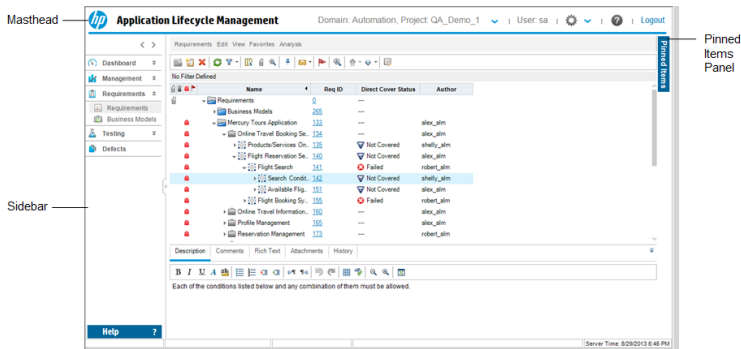 Masthead
hp Application Lifecycle Management
Domain: Automation, Project: QA_Demo_1 | User: sa | ? | Logout
Pinned Items Panel
Pinned Items
Sidebar
Dashboard
Management
Requirements
Requirements
Business Models
Testing
Defects
Help ?
Requirements Edit View Favorites Analysis
No Filter Defined
Name Req ID Direct Cover Status Author
Requirements 0 ---
Business Models 265 ---
Mercury Tours Application 133 --- alex_alm
Online Travel Booking Se.. 134 --- alex_alm
Products/Services On.. 135 Not Covered shelly_alm
Flight Reservation Se.. 140 Not Covered alex_alm
Flight Search 141 Failed robert_alm
Search Condit.. 142 Not Covered shelly_alm
Available Flig.. 151 Not Covered alex_alm
Flight Booking Sy.. 155 Failed robert_alm
Online Travel Information.. 160 --- alex_alm
Profile Management 165 --- alex_alm
Reservation Management 173 --- robert_alm
Description Comments Rich Text Attachments History
B I U A ab
Each of the conditions listed below and any combination of them must be allowed.
Server Time: 8/29/2013 6:46 PM